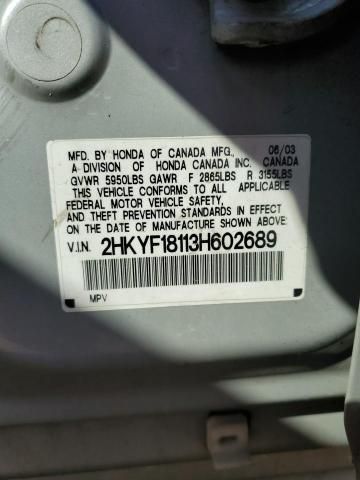 MFD. BY HONDA OF CANADA MFG., 06/03
A DIVISION OF HONDA CANADA INC. CANADA
GVWR 5950LBS GAWR F 2865LBS R 3155LBS
THIS VEHICLE CONFORMS TO ALL APPLICABLE
FEDERAL MOTOR VEHICLE SAFETY,
AND THEFT PREVENTION STANDARDS IN EFFECT
ON THE DATE OF MANUFACTURE SHOWN ABOVE.
V.I.N. 2HKYF18113H602689
MPV